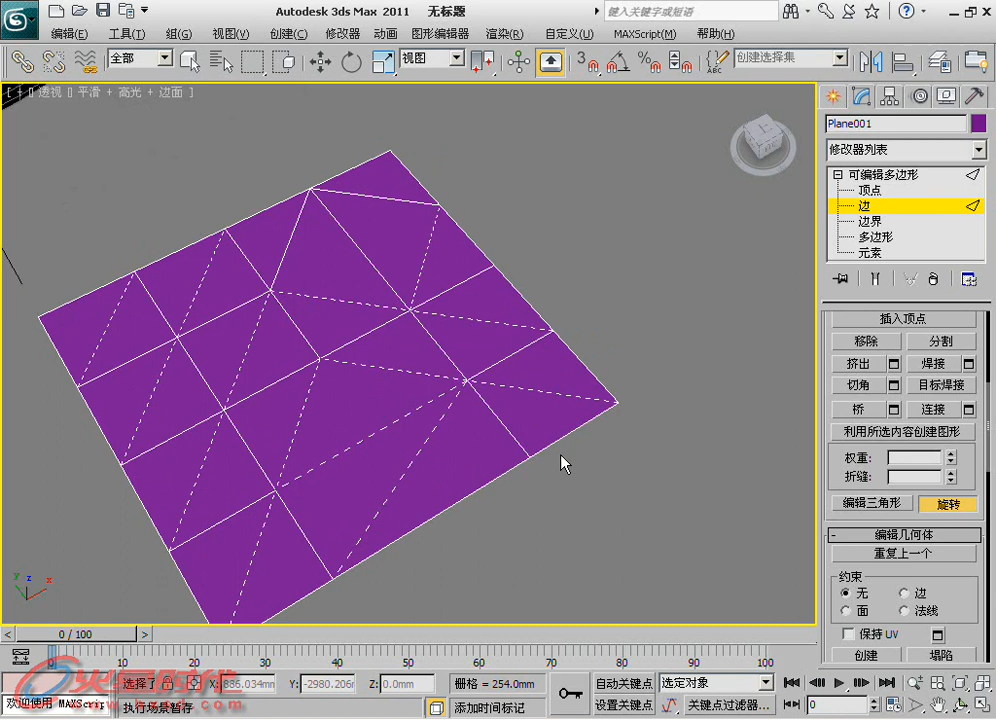 Autodesk 3ds Max 2011 无标题
键入关键字或短语
编辑(E) 工具(T) 组(G) 视图(V) 创建(C) 修改器 动画 图形编辑器 渲染(R) 自定义(U) MAXScript(M) 帮助(H)
全部 视图 3 % ABC 创建选择集
[ + ][ 透视 ][ 平滑 + 高光 + 边面 ]
Plane001
修改器列表
可编辑多边形
顶点
边
边界
多边形
元素
插入顶点
移除 分割
挤出 焊接
切角 目标焊接
桥 连接
利用所选内容创建图形
权重:
折缝:
编辑三角形 旋转
- 编辑几何体
重复上一个
约束
无 边
面 法线
保持 UV
创建 塌陷
y z x
< 0 / 100 >
0 10 20 30 40 50 60 70 80 90 100
选择了 X: 886.034mm Y: -2980.206m Z: 0.0mm 栅格 = 254.0mm 自动关键点 选定对象
欢迎使用 MAXScrip 执行场景暂存 添加时间标记 设置关键点 关键点过滤器... 0